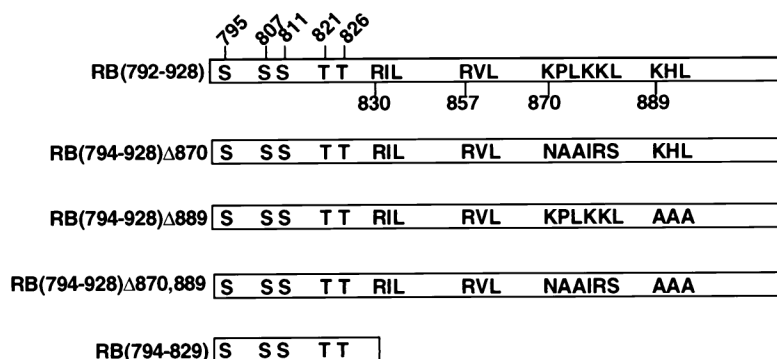 795 807 811 821 826
RB(792-928) S S S T T RIL RVL KPLKKL KHL
830 857 870 889
RB(794-928)Δ870 S S S T T RIL RVL NAAIRS KHL
RB(794-928)Δ889 S S S T T RIL RVL KPLKKL AAA
RB(794-928)Δ870,889 S S S T T RIL RVL NAAIRS AAA
RB(794-829) S S S T T